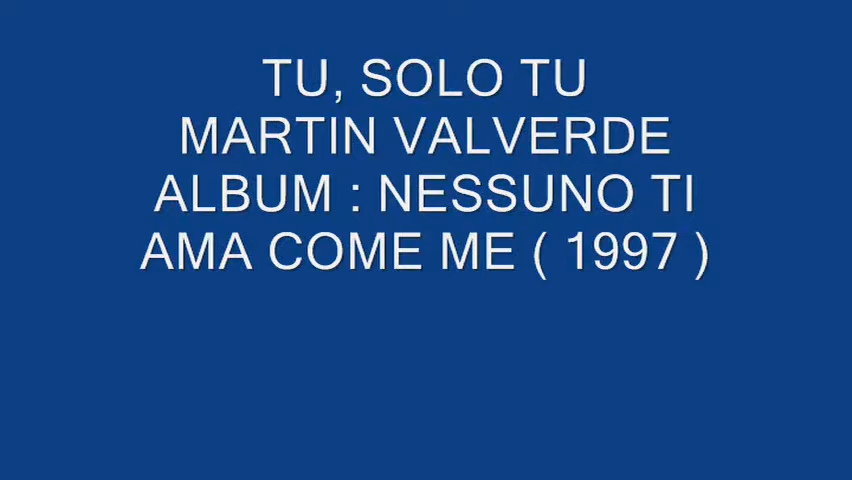 TU, SOLO TU
MARTIN VALVERDE
ALBUM : NESSUNO TI
AMA COME ME ( 1997 )